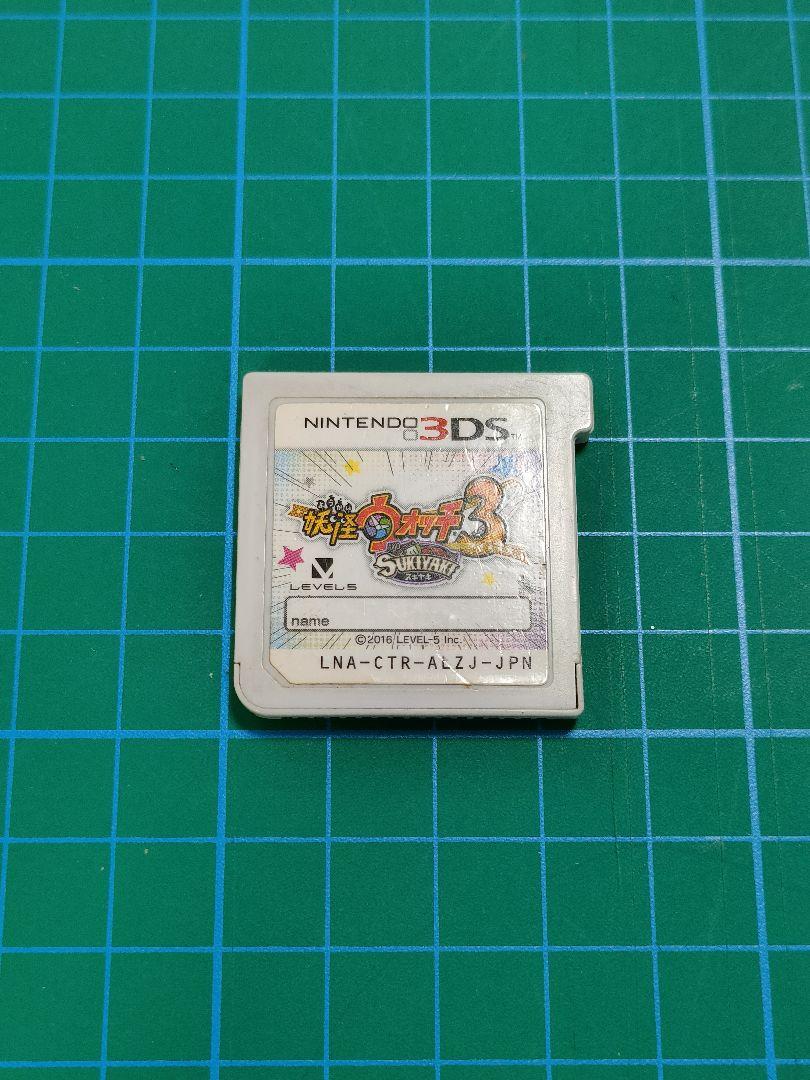 NINTENDO 3DS™
妖怪ウォッチ3
SUKIYAKI
スキヤキ
LEVEL5
name
©2016 LEVEL-5 Inc.
LNA-CTR-ALZJ-JPN